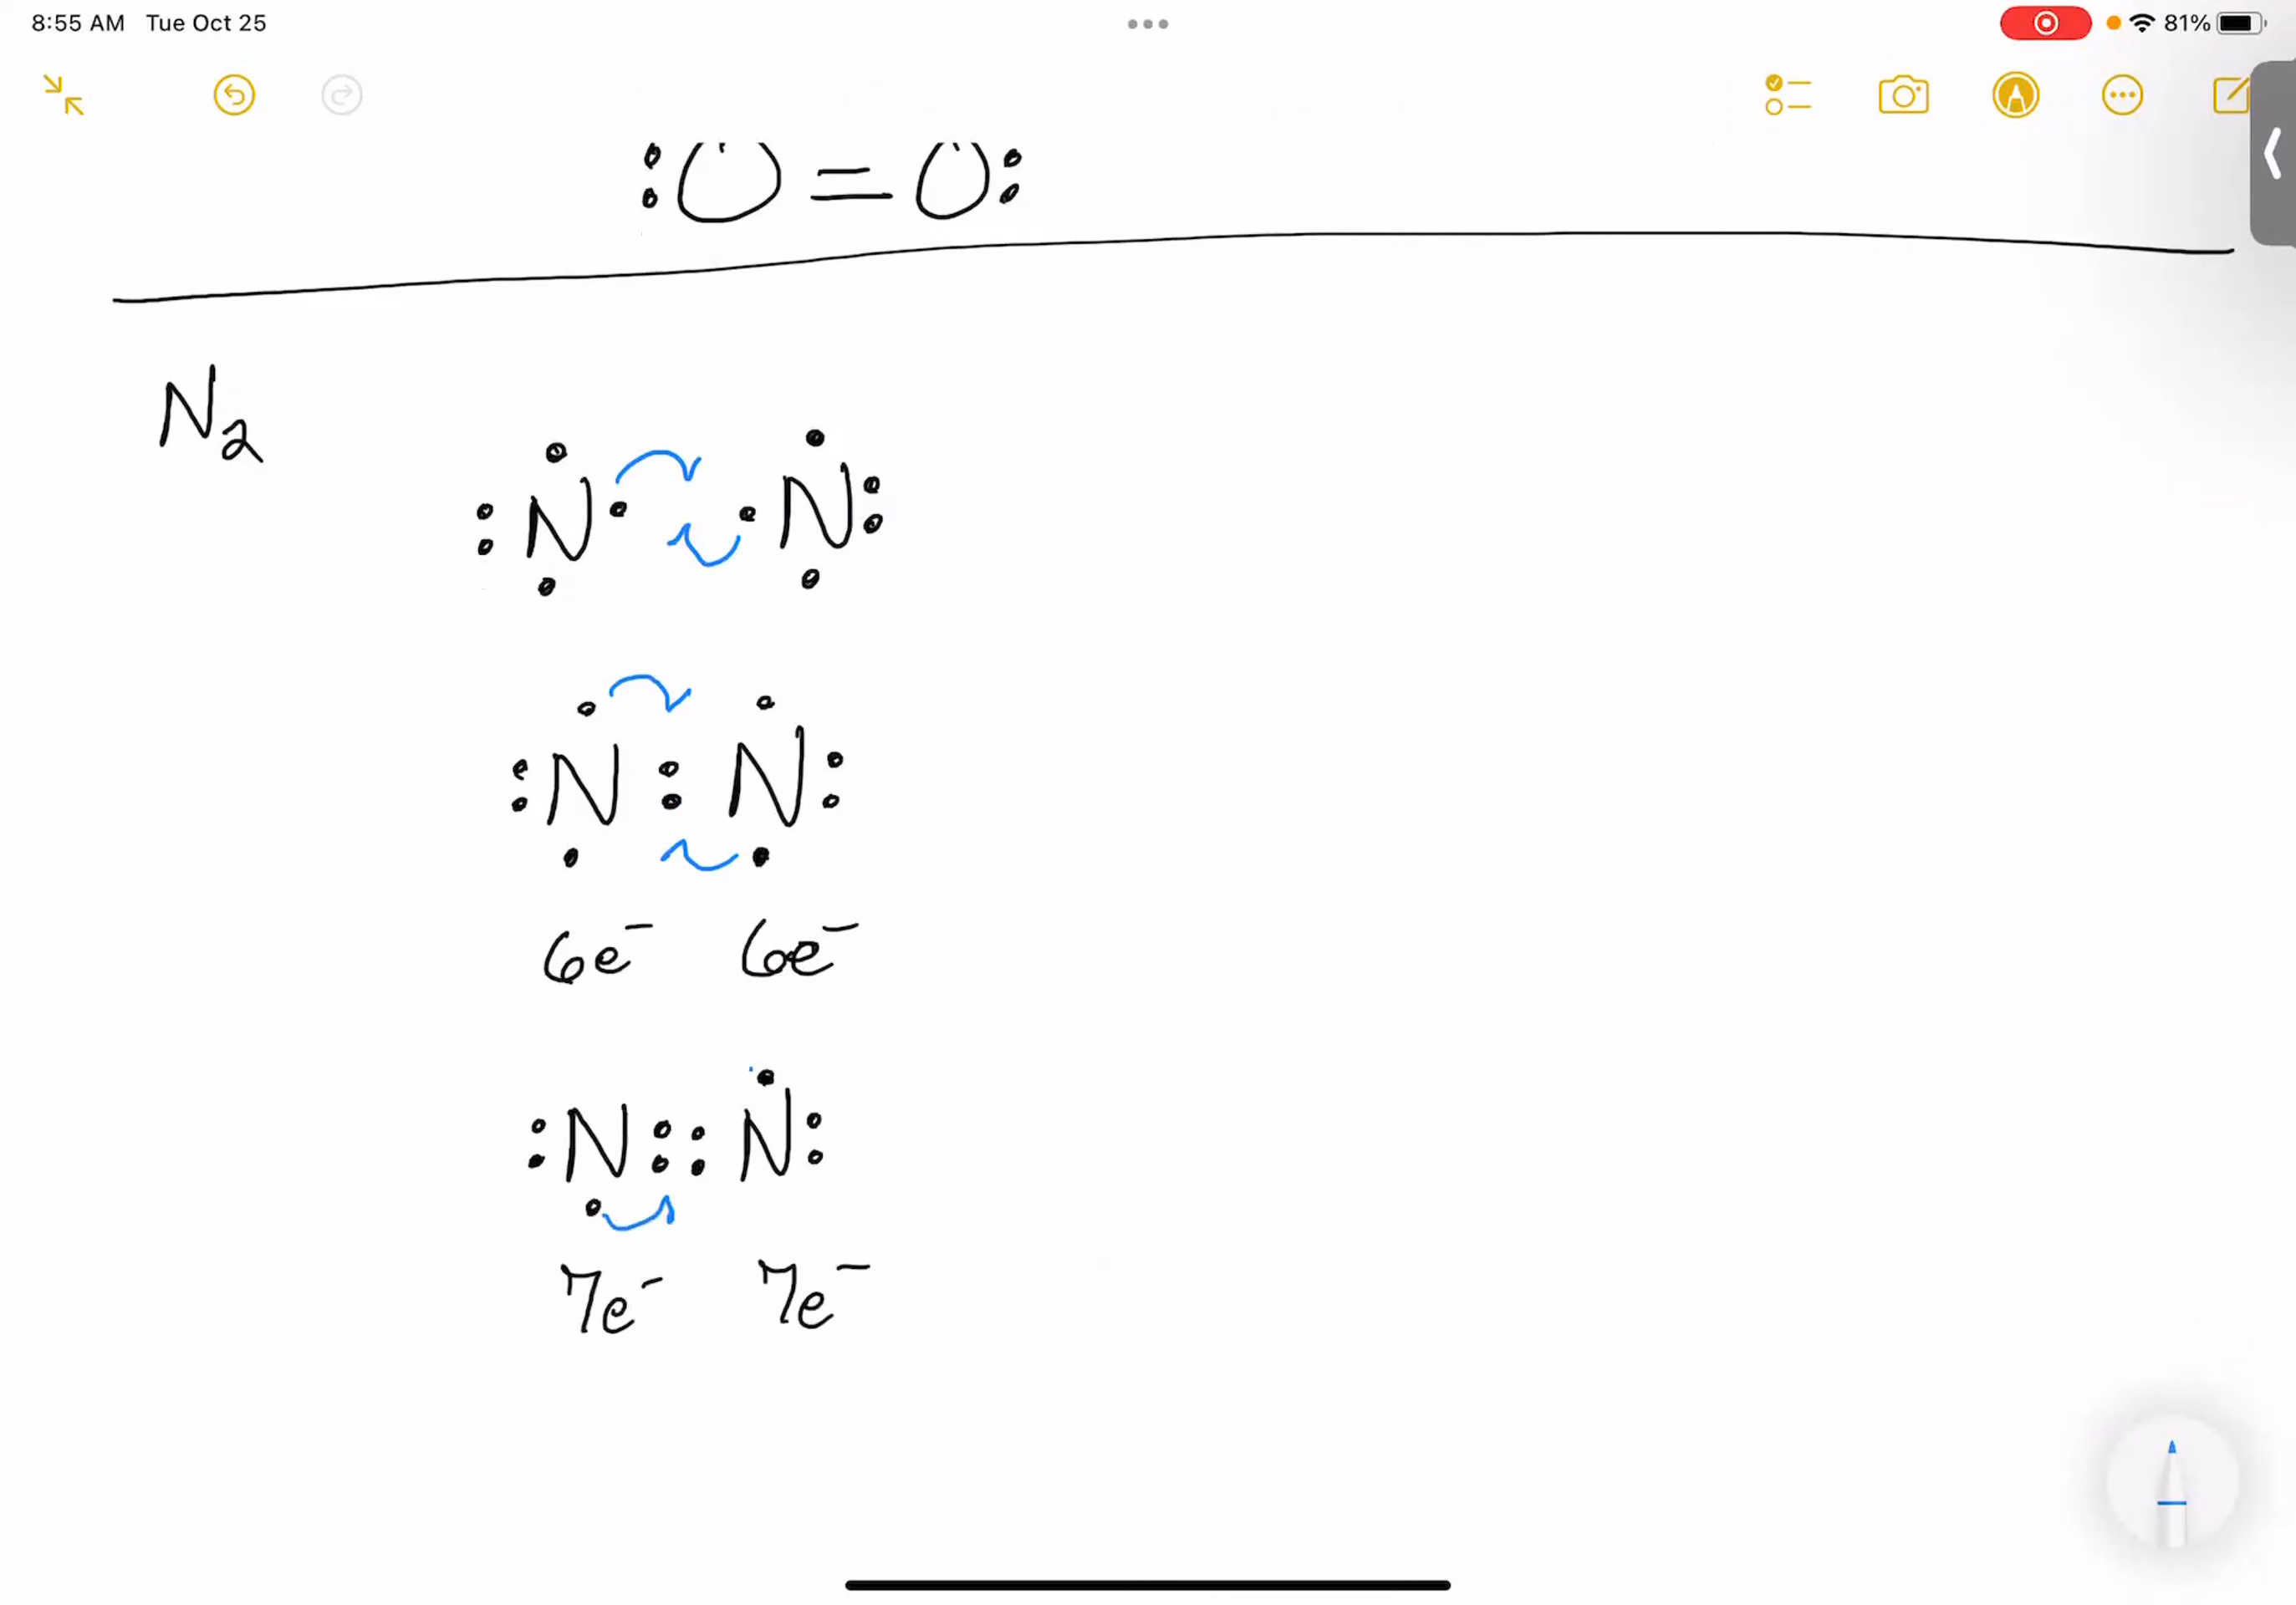 8:55 AM Tue Oct 25
81%
:O=O:
N₂
:N· ·N:
:N:N:
6e⁻ 6e⁻
:N::N:
7e⁻ 7e⁻